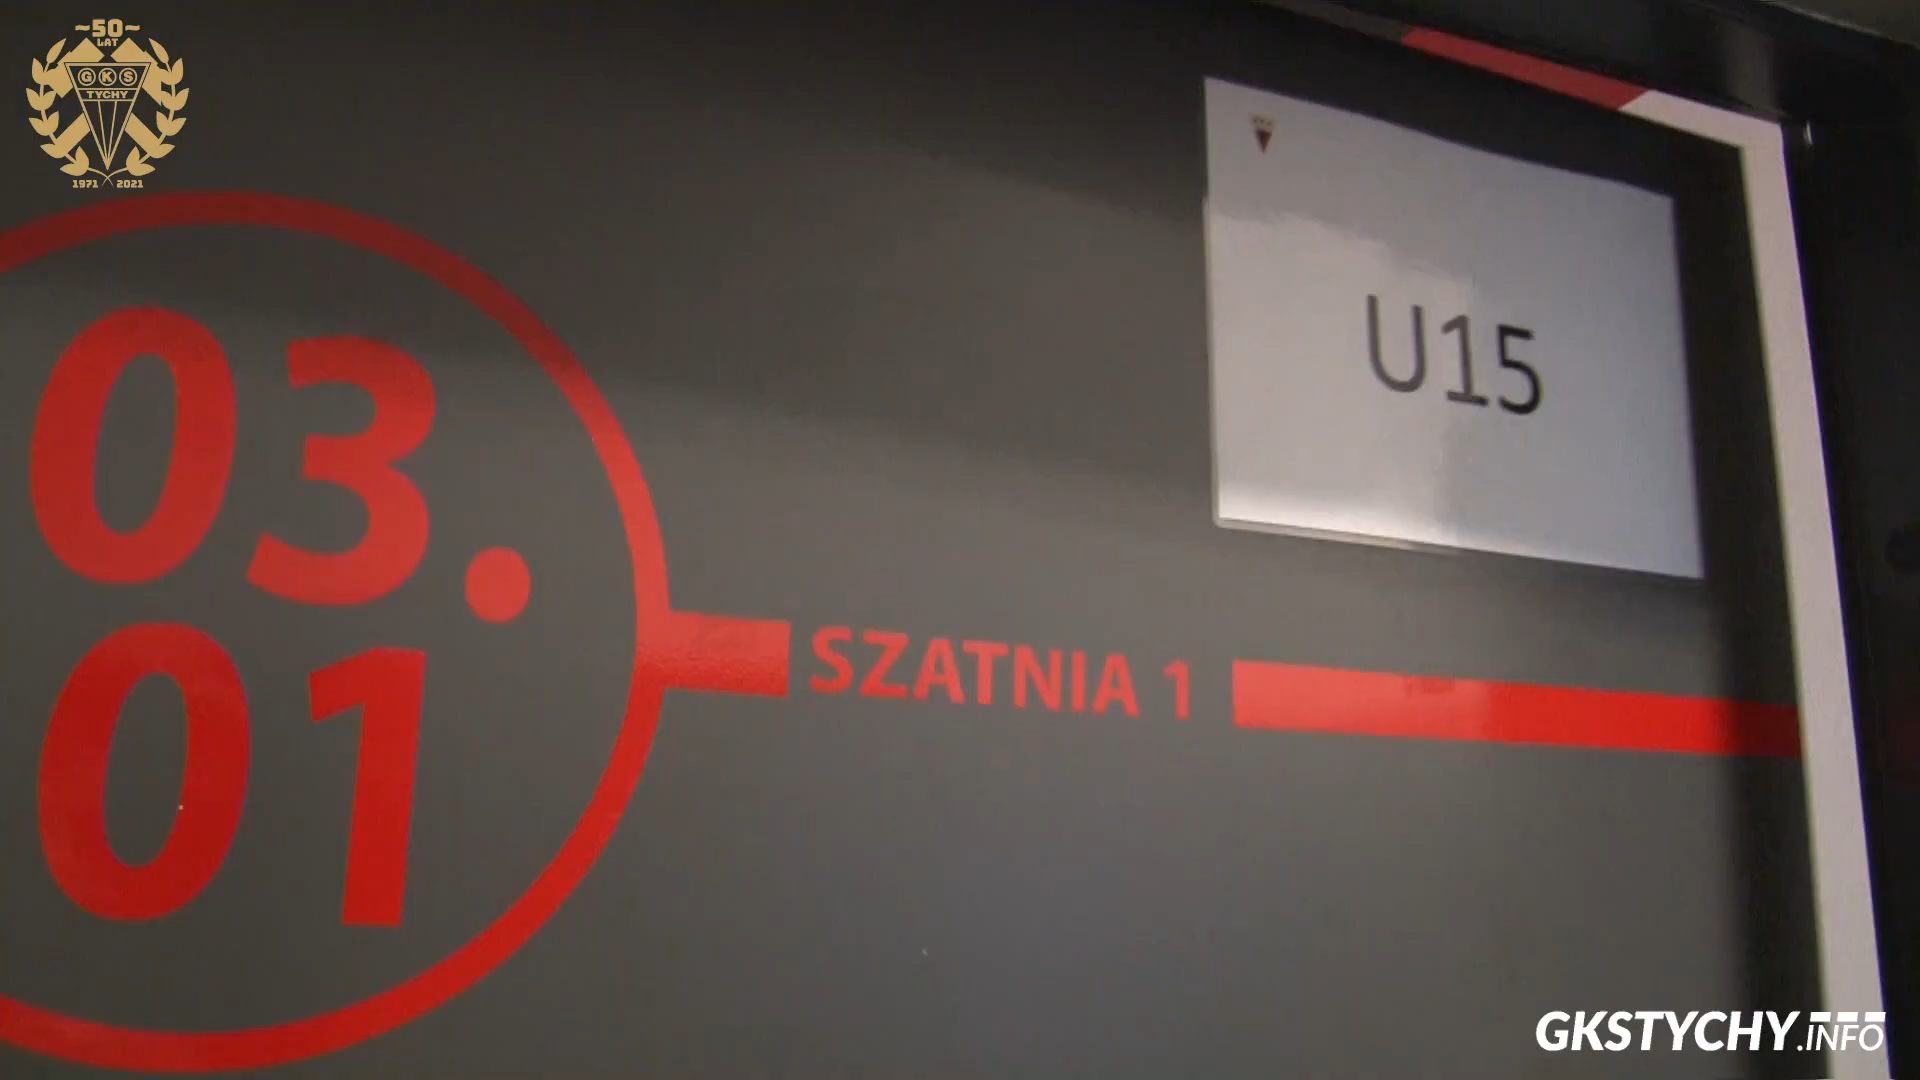 ~50~
LAT
GKS
TYCHY
1971 2021
U15
03.
01
SZATNIA 1
GKSTYCHY.INFO